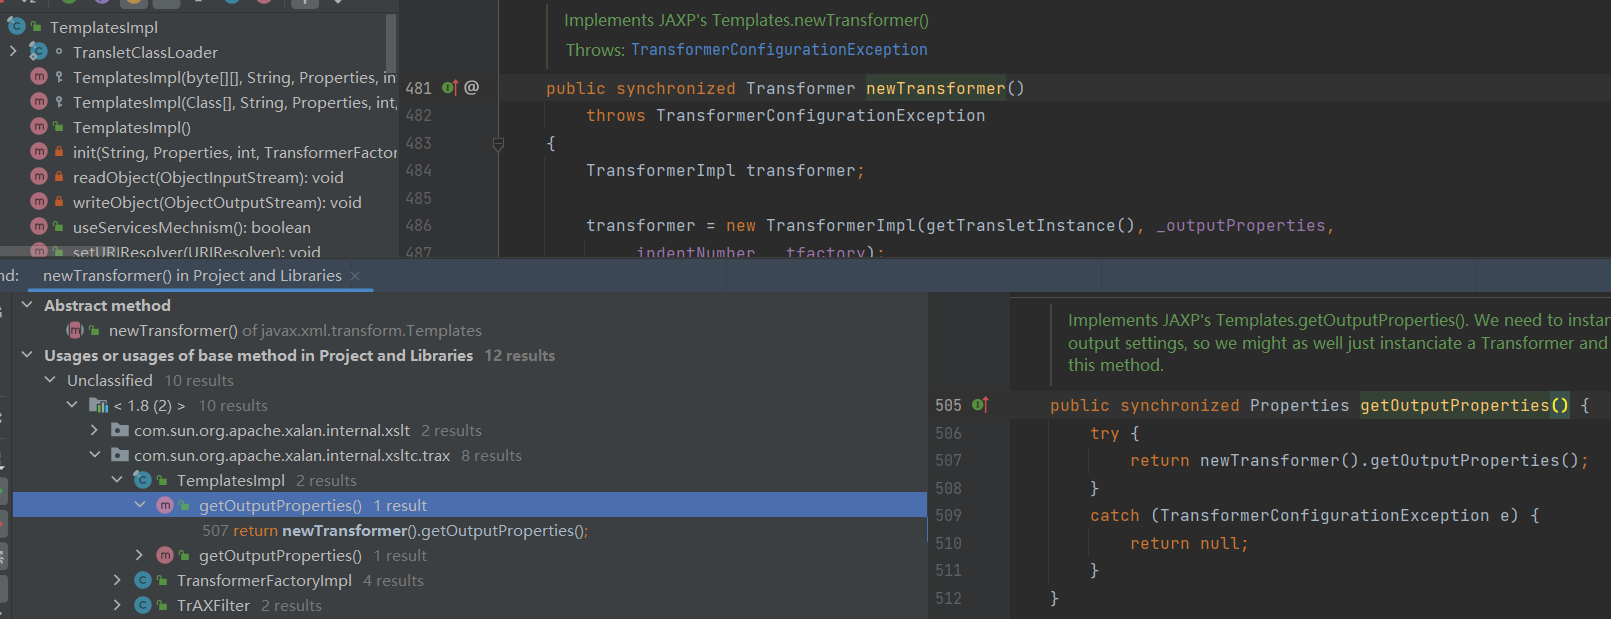 TemplatesImpl
TransletClassLoader
TemplatesImpl(byte[][], String, Properties, in
TemplatesImpl(Class[], String, Properties, int,
TemplatesImpl()
init(String, Properties, int, TransformerFactor
readObject(ObjectInputStream): void
writeObject(ObjectOutputStream): void
useServicesMechnism(): boolean
setURIResolver(URIResolver): void
Implements JAXP's Templates.newTransformer()
Throws: TransformerConfigurationException
481 @ public synchronized Transformer newTransformer()
482 throws TransformerConfigurationException
483 {
484 TransformerImpl transformer;
485
486 transformer = new TransformerImpl(getTransletInstance(), _outputProperties,
487 _indentNumber, _tfactory);
nd: newTransformer() in Project and Libraries
Abstract method
newTransformer() of javax.xml.transform.Templates
Usages or usages of base method in Project and Libraries 12 results
Unclassified 10 results
< 1.8 (2) > 10 results
com.sun.org.apache.xalan.internal.xslt 2 results
com.sun.org.apache.xalan.internal.xsltc.trax 8 results
TemplatesImpl 2 results
getOutputProperties() 1 result
507 return newTransformer().getOutputProperties();
getOutputProperties() 1 result
TransformerFactoryImpl 4 results
TrAXFilter 2 results
Implements JAXP's Templates.getOutputProperties(). We need to instan
output settings, so we might as well just instanciate a Transformer and
this method.
505 public synchronized Properties getOutputProperties() {
506 try {
507 return newTransformer().getOutputProperties();
508 }
509 catch (TransformerConfigurationException e) {
510 return null;
511 }
512 }